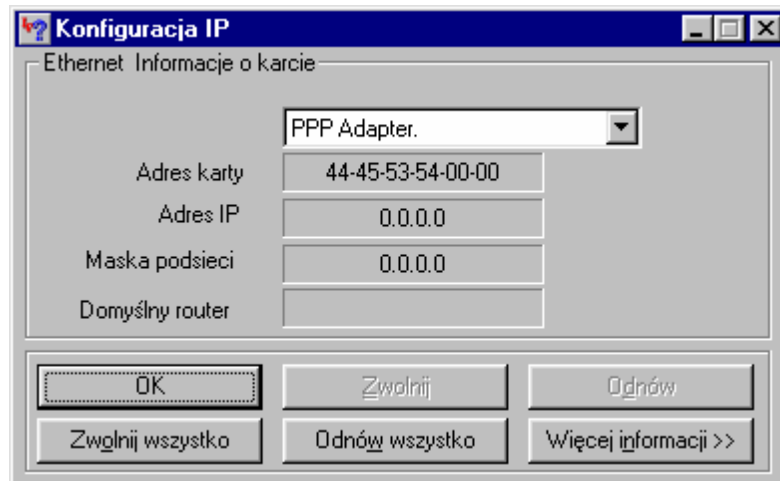 Konfiguracja IP
Ethernet Informacje o karcie
PPP Adapter.
Adres karty 44-45-53-54-00-00
Adres IP 0.0.0.0
Maska podsieci 0.0.0.0
Domyślny router
OK Zwolnij Odnów
Zwolnij wszystko Odnów wszystko Więcej informacji >>